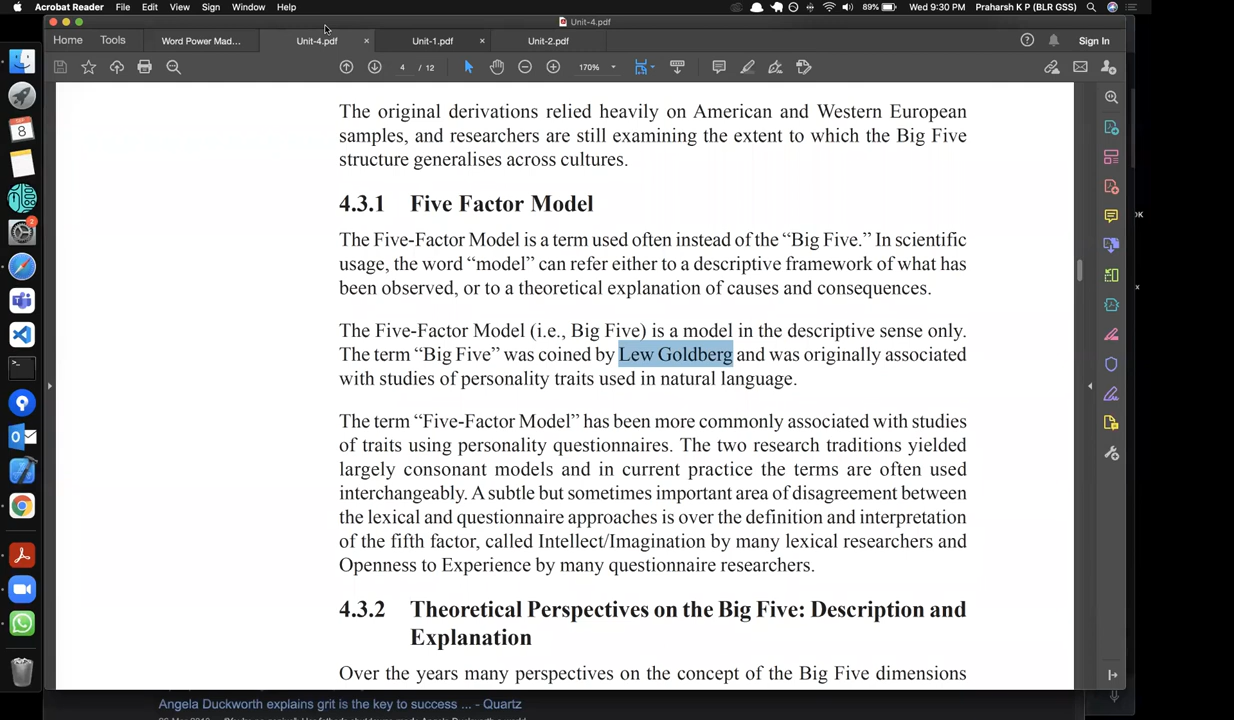 Acrobat Reader File Edit View Sign Window Help 89% Wed 9:30 PM Praharsh K P (BLR GSS)
Unit-4.pdf
Home Tools Word Power Mad... Unit-4.pdf × Unit-1.pdf × Unit-2.pdf Sign In
4 / 12 170%
8
2
The original derivations relied heavily on American and Western European
samples, and researchers are still examining the extent to which the Big Five
structure generalises across cultures.
4.3.1 Five Factor Model
The Five-Factor Model is a term used often instead of the “Big Five.” In scientific
usage, the word “model” can refer either to a descriptive framework of what has
been observed, or to a theoretical explanation of causes and consequences.
The Five-Factor Model (i.e., Big Five) is a model in the descriptive sense only.
The term “Big Five” was coined by Lew Goldberg and was originally associated
with studies of personality traits used in natural language.
The term “Five-Factor Model” has been more commonly associated with studies
of traits using personality questionnaires. The two research traditions yielded
largely consonant models and in current practice the terms are often used
interchangeably. A subtle but sometimes important area of disagreement between
the lexical and questionnaire approaches is over the definition and interpretation
of the fifth factor, called Intellect/Imagination by many lexical researchers and
Openness to Experience by many questionnaire researchers.
4.3.2 Theoretical Perspectives on the Big Five: Description and
Explanation
Over the years many perspectives on the concept of the Big Five dimensions
Angela Duckworth explains grit is the key to success ... - Quartz